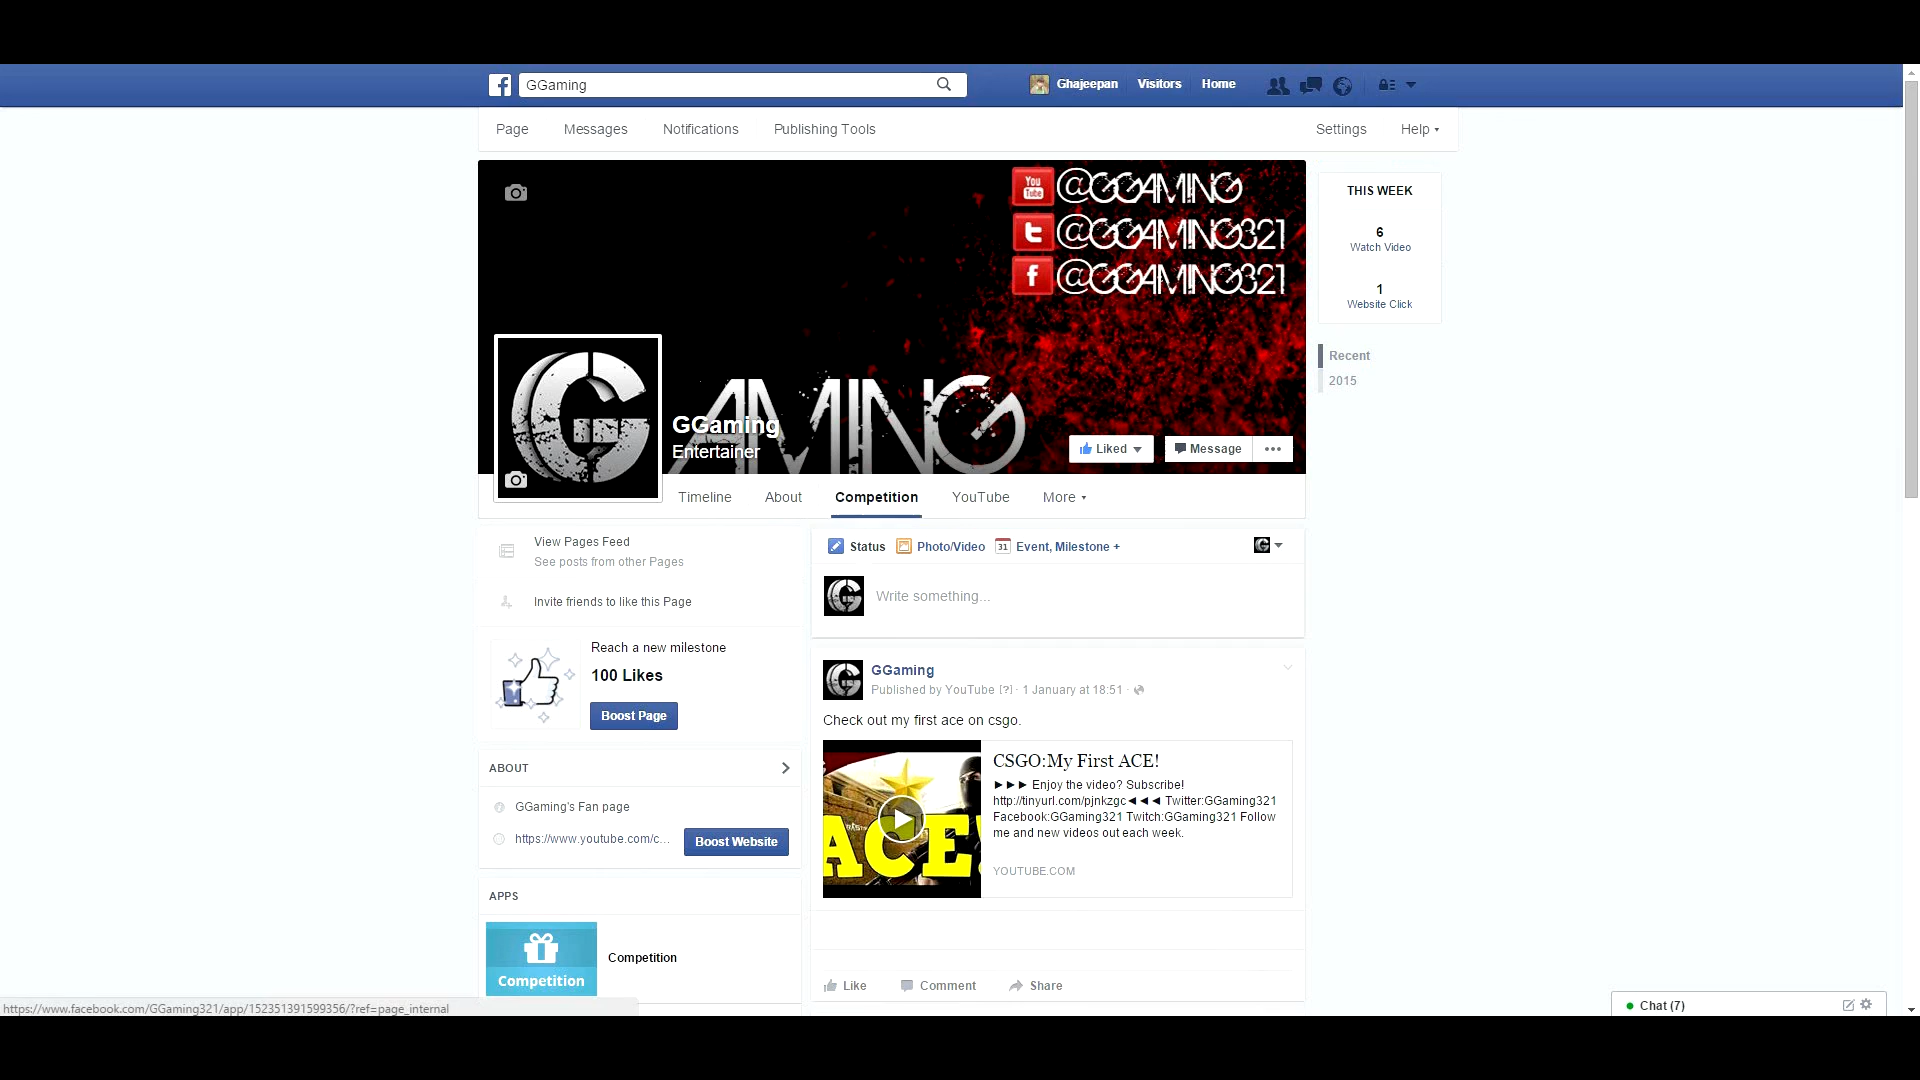 GGaming
Ghajeepan Visitors Home
Page Messages Notifications Publishing Tools Settings Help
You Tube @GGAMING
@GGAMING321
@GGAMING321
THIS WEEK
6
Watch Video
1
Website Click
Recent
2015
GAMING
GGaming
Entertainer
Liked Message
Timeline About Competition YouTube More
View Pages Feed
See posts from other Pages
Invite friends to like this Page
Reach a new milestone
100 Likes
Boost Page
ABOUT
GGaming's Fan page
https://www.youtube.com/c...
Boost Website
APPS
Competition
Competition
Status Photo/Video 31 Event, Milestone +
Write something...
GGaming
Published by YouTube [?] · 1 January at 18:51 ·
Check out my first ace on csgo.
ACE!
CSGO:My First ACE!
►►► Enjoy the video? Subscribe!
http://tinyurl.com/pjnkzgc◄◄◄ Twitter:GGaming321
Facebook:GGaming321 Twitch:GGaming321 Follow
me and new videos out each week.
YOUTUBE.COM
Like Comment Share
https://www.facebook.com/GGaming321/app/152351391599356/?ref=page_internal
Chat (7)